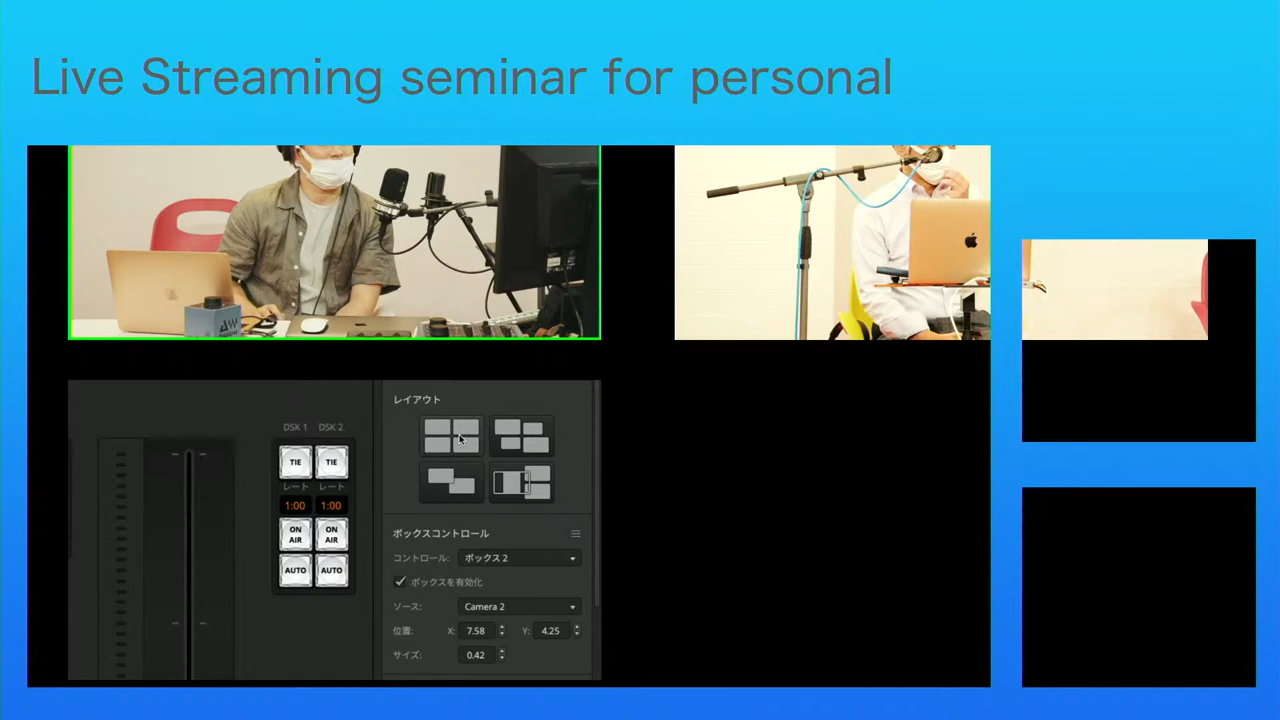 Live Streaming seminar for personal
レイアウト
DSK 1 DSK 2
TIE TIE
レート レート
1:00 1:00
ON AIR ON AIR
AUTO AUTO
ボックスコントロール
コントロール: ボックス 2
ボックスを有効化
ソース: Camera 2
位置: X: 7.58 Y: 4.25
サイズ: 0.42